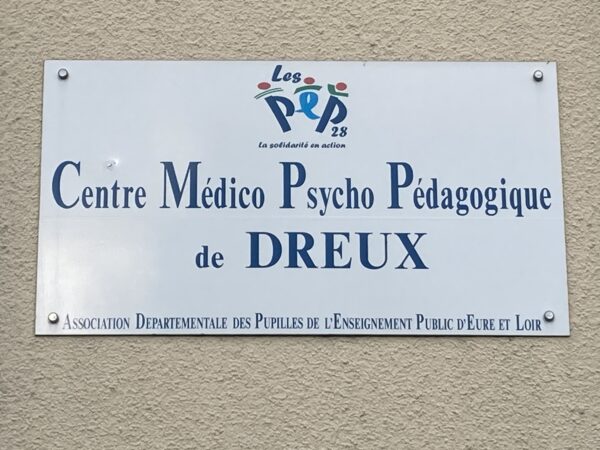 Les
PeP
28
La solidarité en action
Centre Médico Psycho Pédagogique
de DREUX
Association Departementale des Pupilles de l'Enseignement Public d'Eure et Loir